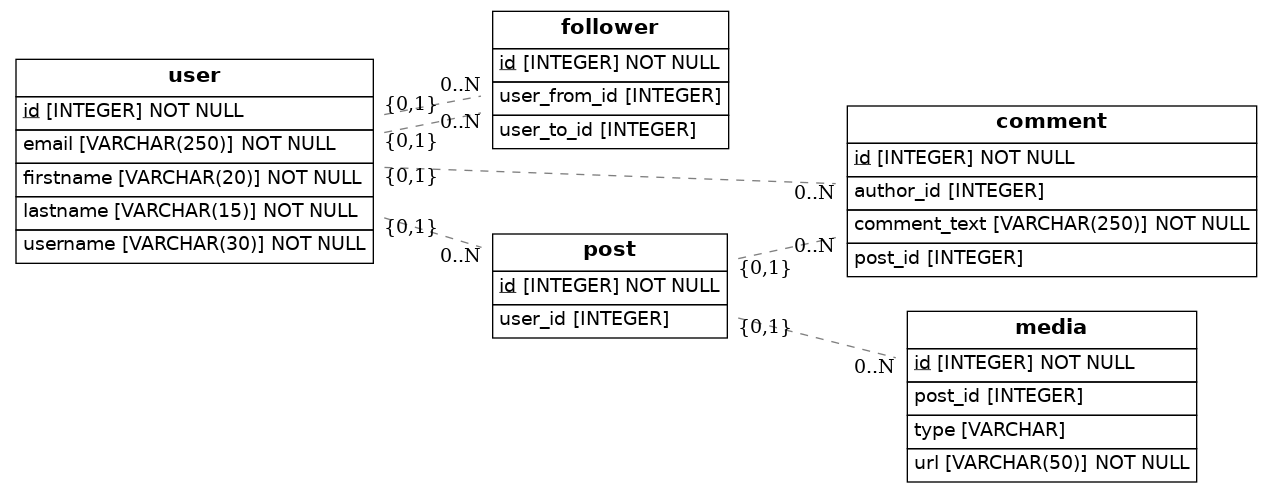 user
id [INTEGER] NOT NULL
email [VARCHAR(250)] NOT NULL
firstname [VARCHAR(20)] NOT NULL
lastname [VARCHAR(15)] NOT NULL
username [VARCHAR(30)] NOT NULL
follower
id [INTEGER] NOT NULL
user_from_id [INTEGER]
user_to_id [INTEGER]
0..N
{0,1}
0..N
{0,1}
{0,1}
0..N
{0,1}
0..N
post
id [INTEGER] NOT NULL
user_id [INTEGER]
0..N
{0,1}
{0,1}
0..N
comment
id [INTEGER] NOT NULL
author_id [INTEGER]
comment_text [VARCHAR(250)] NOT NULL
post_id [INTEGER]
media
id [INTEGER] NOT NULL
post_id [INTEGER]
type [VARCHAR]
url [VARCHAR(50)] NOT NULL